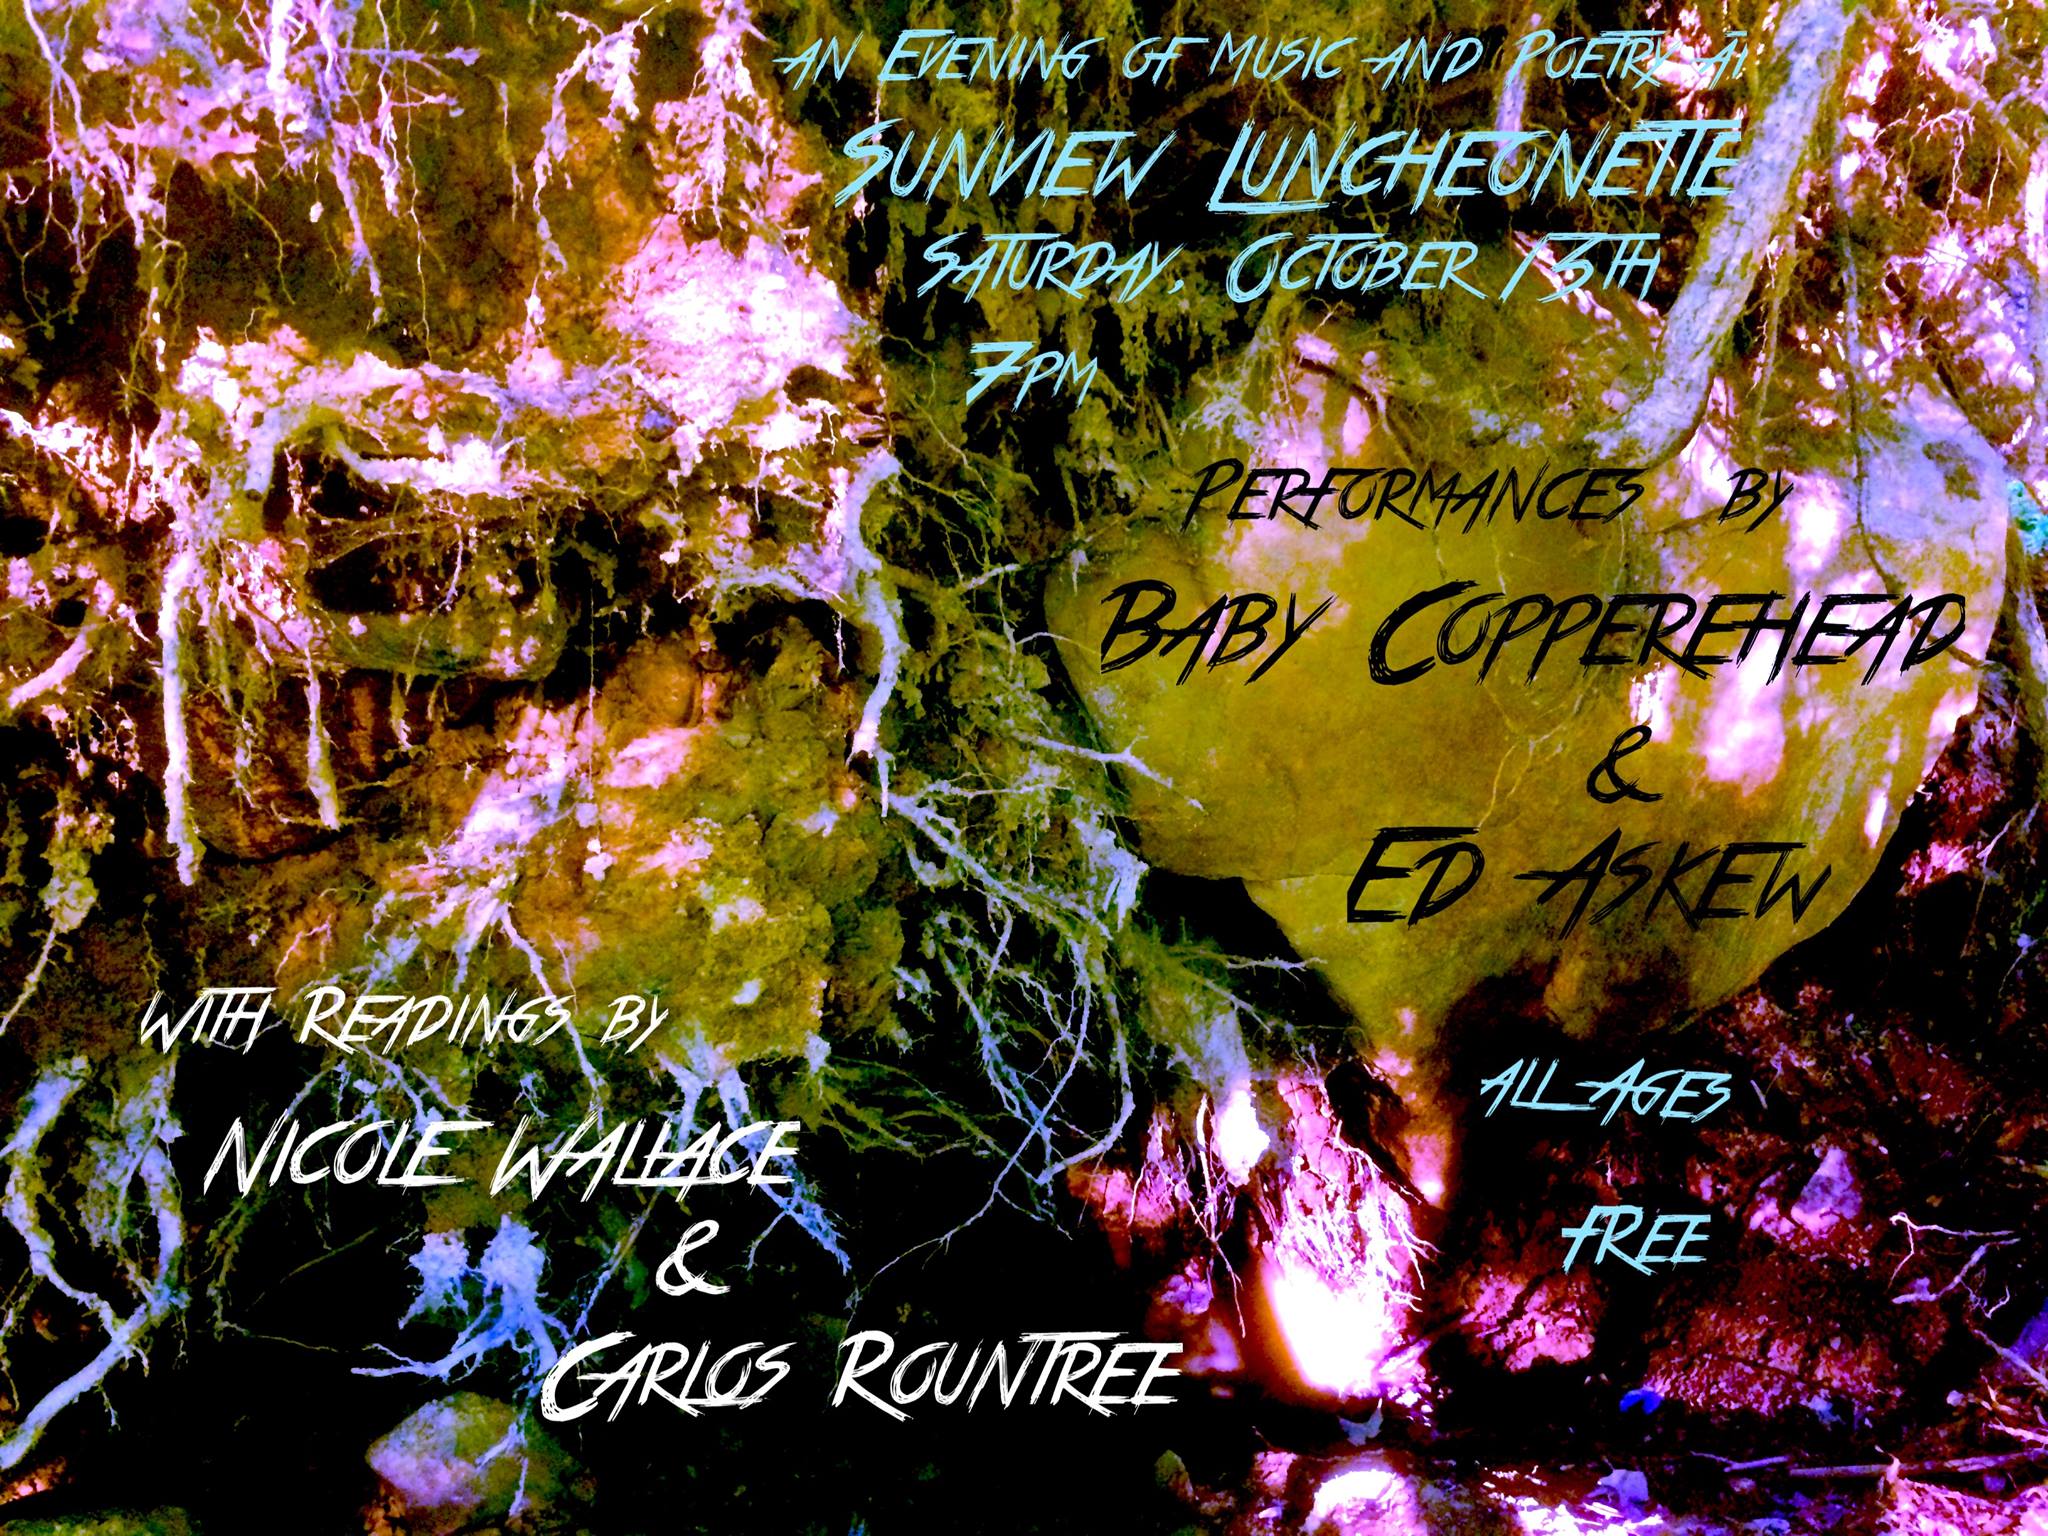 an Evening of music and Poetry at
Sunview Luncheonette
Saturday, October 13th
7pm
Performances by
Baby Copperehead
&
Ed Askew
With Readings by
Nicole Wallace
&
Carlos Rountree
all Ages
FREE